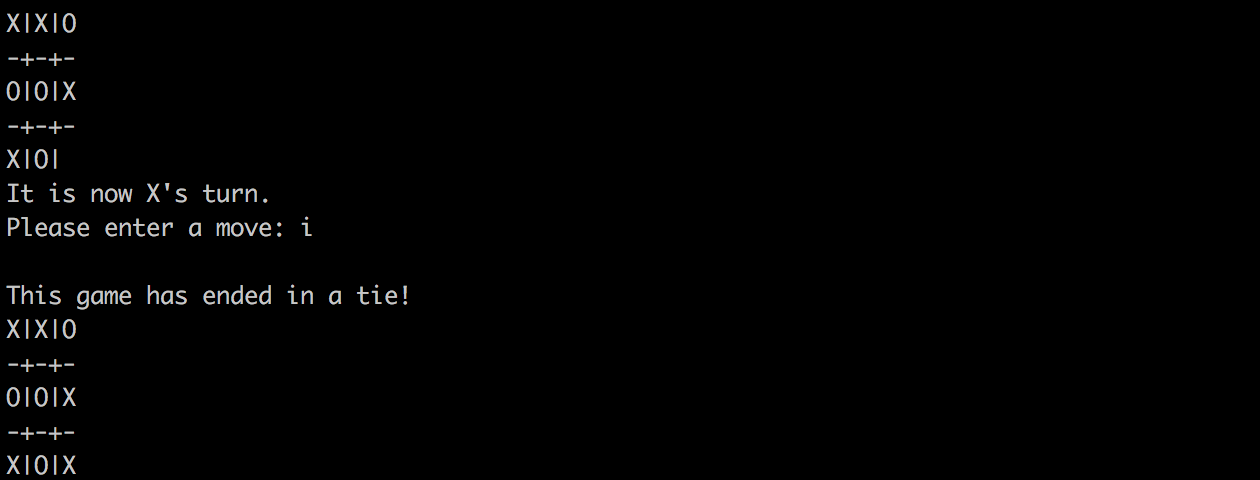 X|X|O
-+-+-
O|O|X
-+-+-
X|O|
It is now X's turn.
Please enter a move: i

This game has ended in a tie!
X|X|O
-+-+-
O|O|X
-+-+-
X|O|X